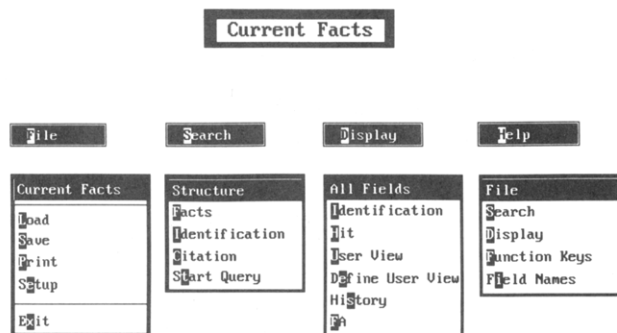 Current Facts
File
Search
Display
Help
Current Facts
Load
Save
Print
Setup
Exit
Structure
Facts
Identification
Citation
Start Query
All Fields
Identification
Hit
User View
Define User View
History
FA
File
Search
Display
Function Keys
Field Names